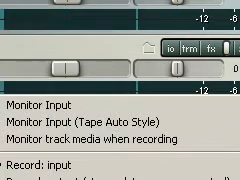 -12 -6
io trm fx
0
-12 -6
Monitor Input
Monitor Input (Tape Auto Style)
Monitor track media when recording
Record: input